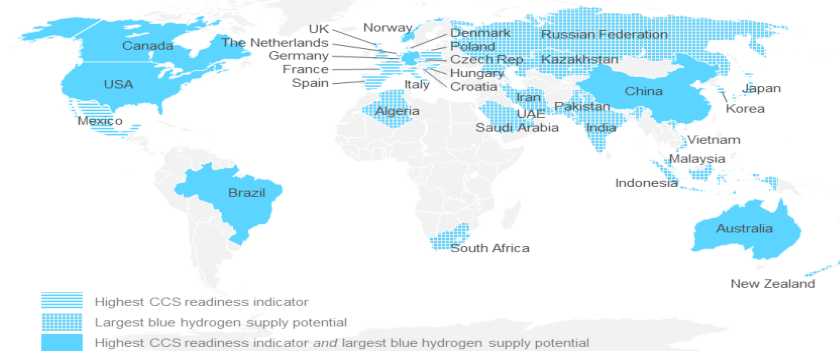 UK
Norway
Denmark
Canada
The Netherlands
Poland
Russian Federation
Germany
Czech Rep.
Kazakhstan
France
Hungary
USA
Spain
Italy
Croatia
China
Japan
Iran
Korea
Mexico
Algeria
UAE
Pakistan
Saudi Arabia
India
Vietnam
Malaysia
Brazil
Indonesia
Australia
South Africa
New Zealand
Highest CCS readiness indicator
Largest blue hydrogen supply potential
Highest CCS readiness indicator and largest blue hydrogen supply potential